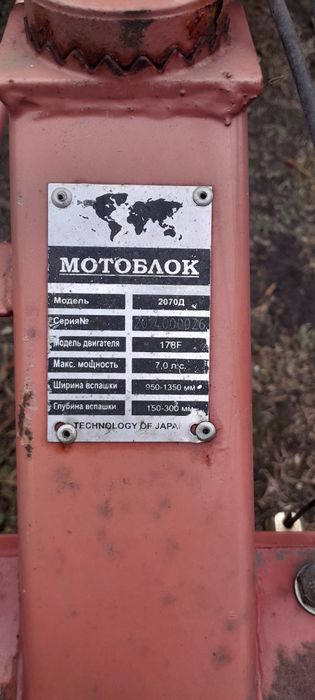 МОТОБЛОК
Модель 2070Д
Серия№
Модель двигателя 178F
Макс. мощность 7.0 л.с.
Ширина вспашки 950-1350 мм
Глубина вспашки 150-300 мм
TECHNOLOGY OF JAPA